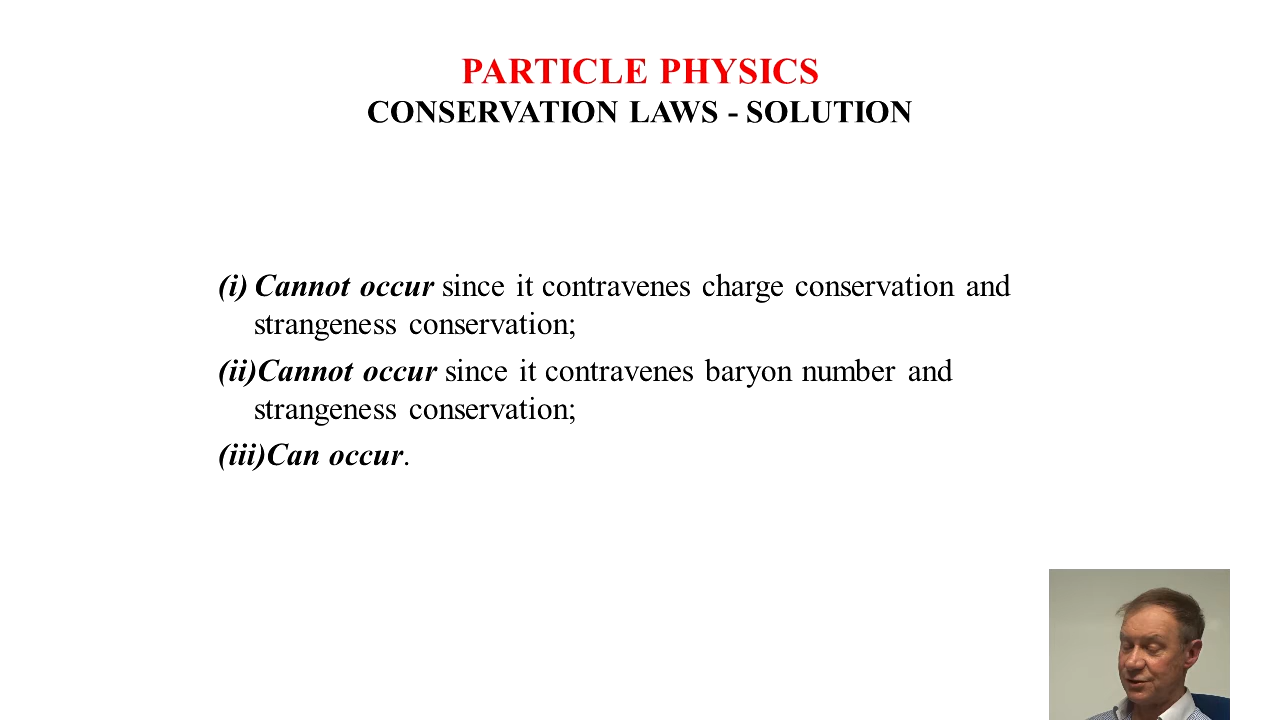 PARTICLE PHYSICS
CONSERVATION LAWS - SOLUTION
(i) Cannot occur since it contravenes charge conservation and
strangeness conservation;
(ii)Cannot occur since it contravenes baryon number and
strangeness conservation;
(iii)Can occur.